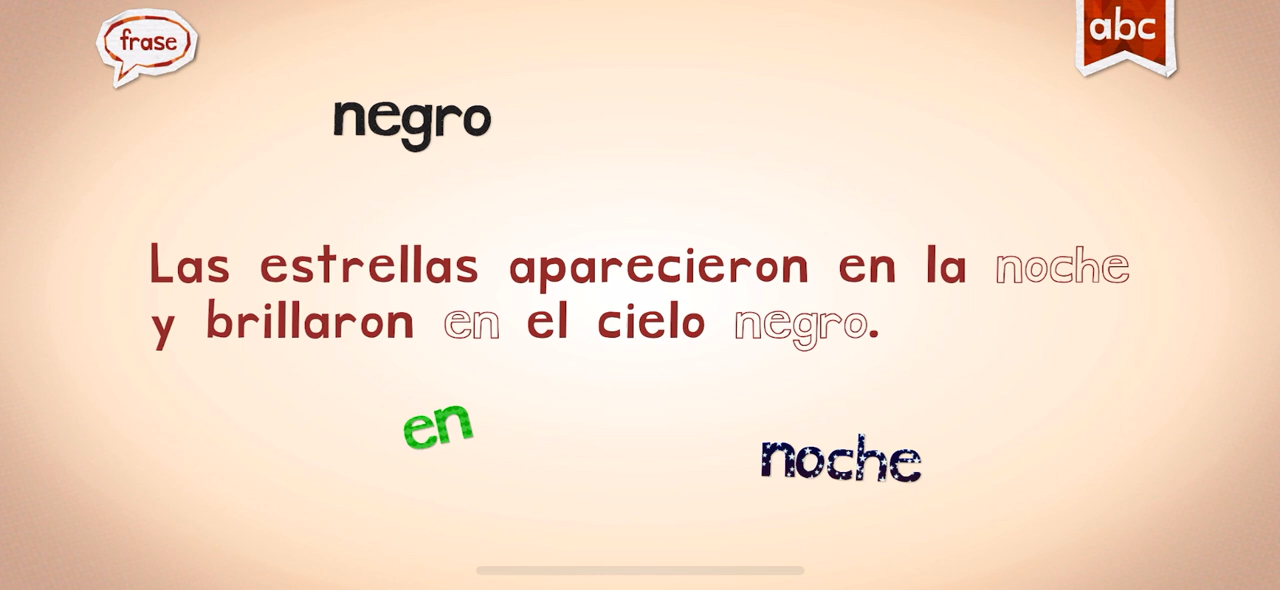 frase
abc
negro
Las estrellas aparecieron en la noche
y brillaron en el cielo negro.
en
noche